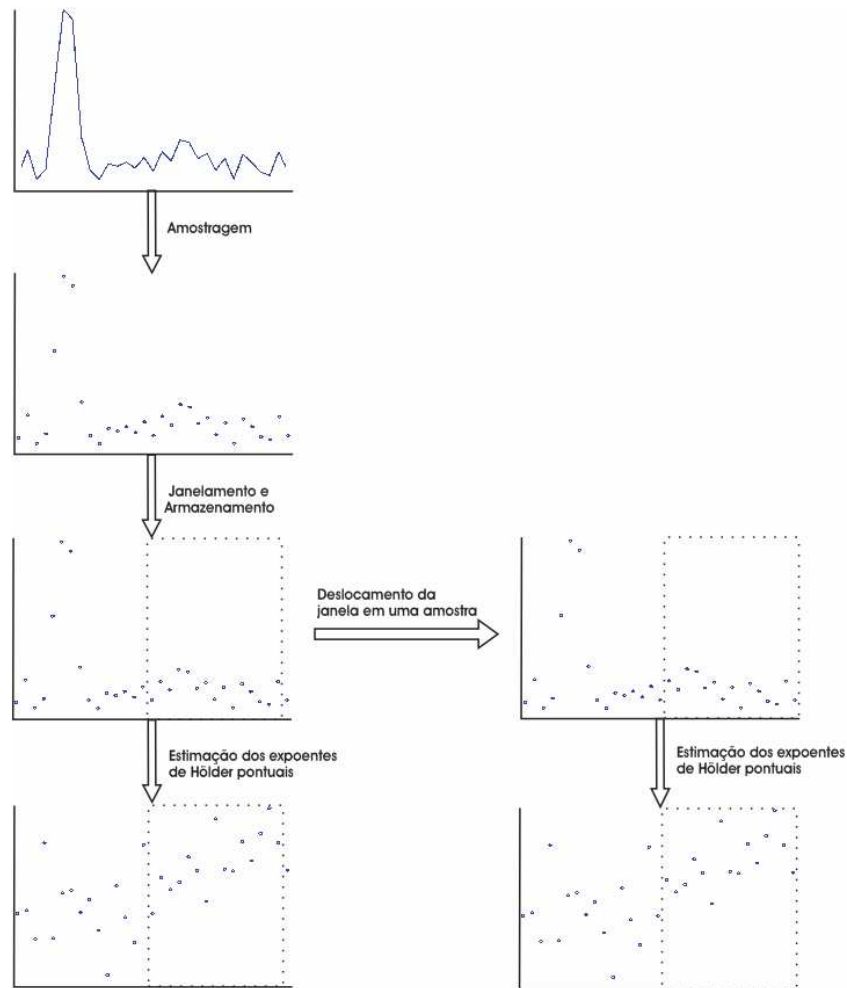 Amostragem
Janelamento e
Armazenamento
Deslocamento da
janela em uma amostra
Estimação dos expoentes
de Hölder pontuais
Estimação dos expoentes
de Hölder pontuais